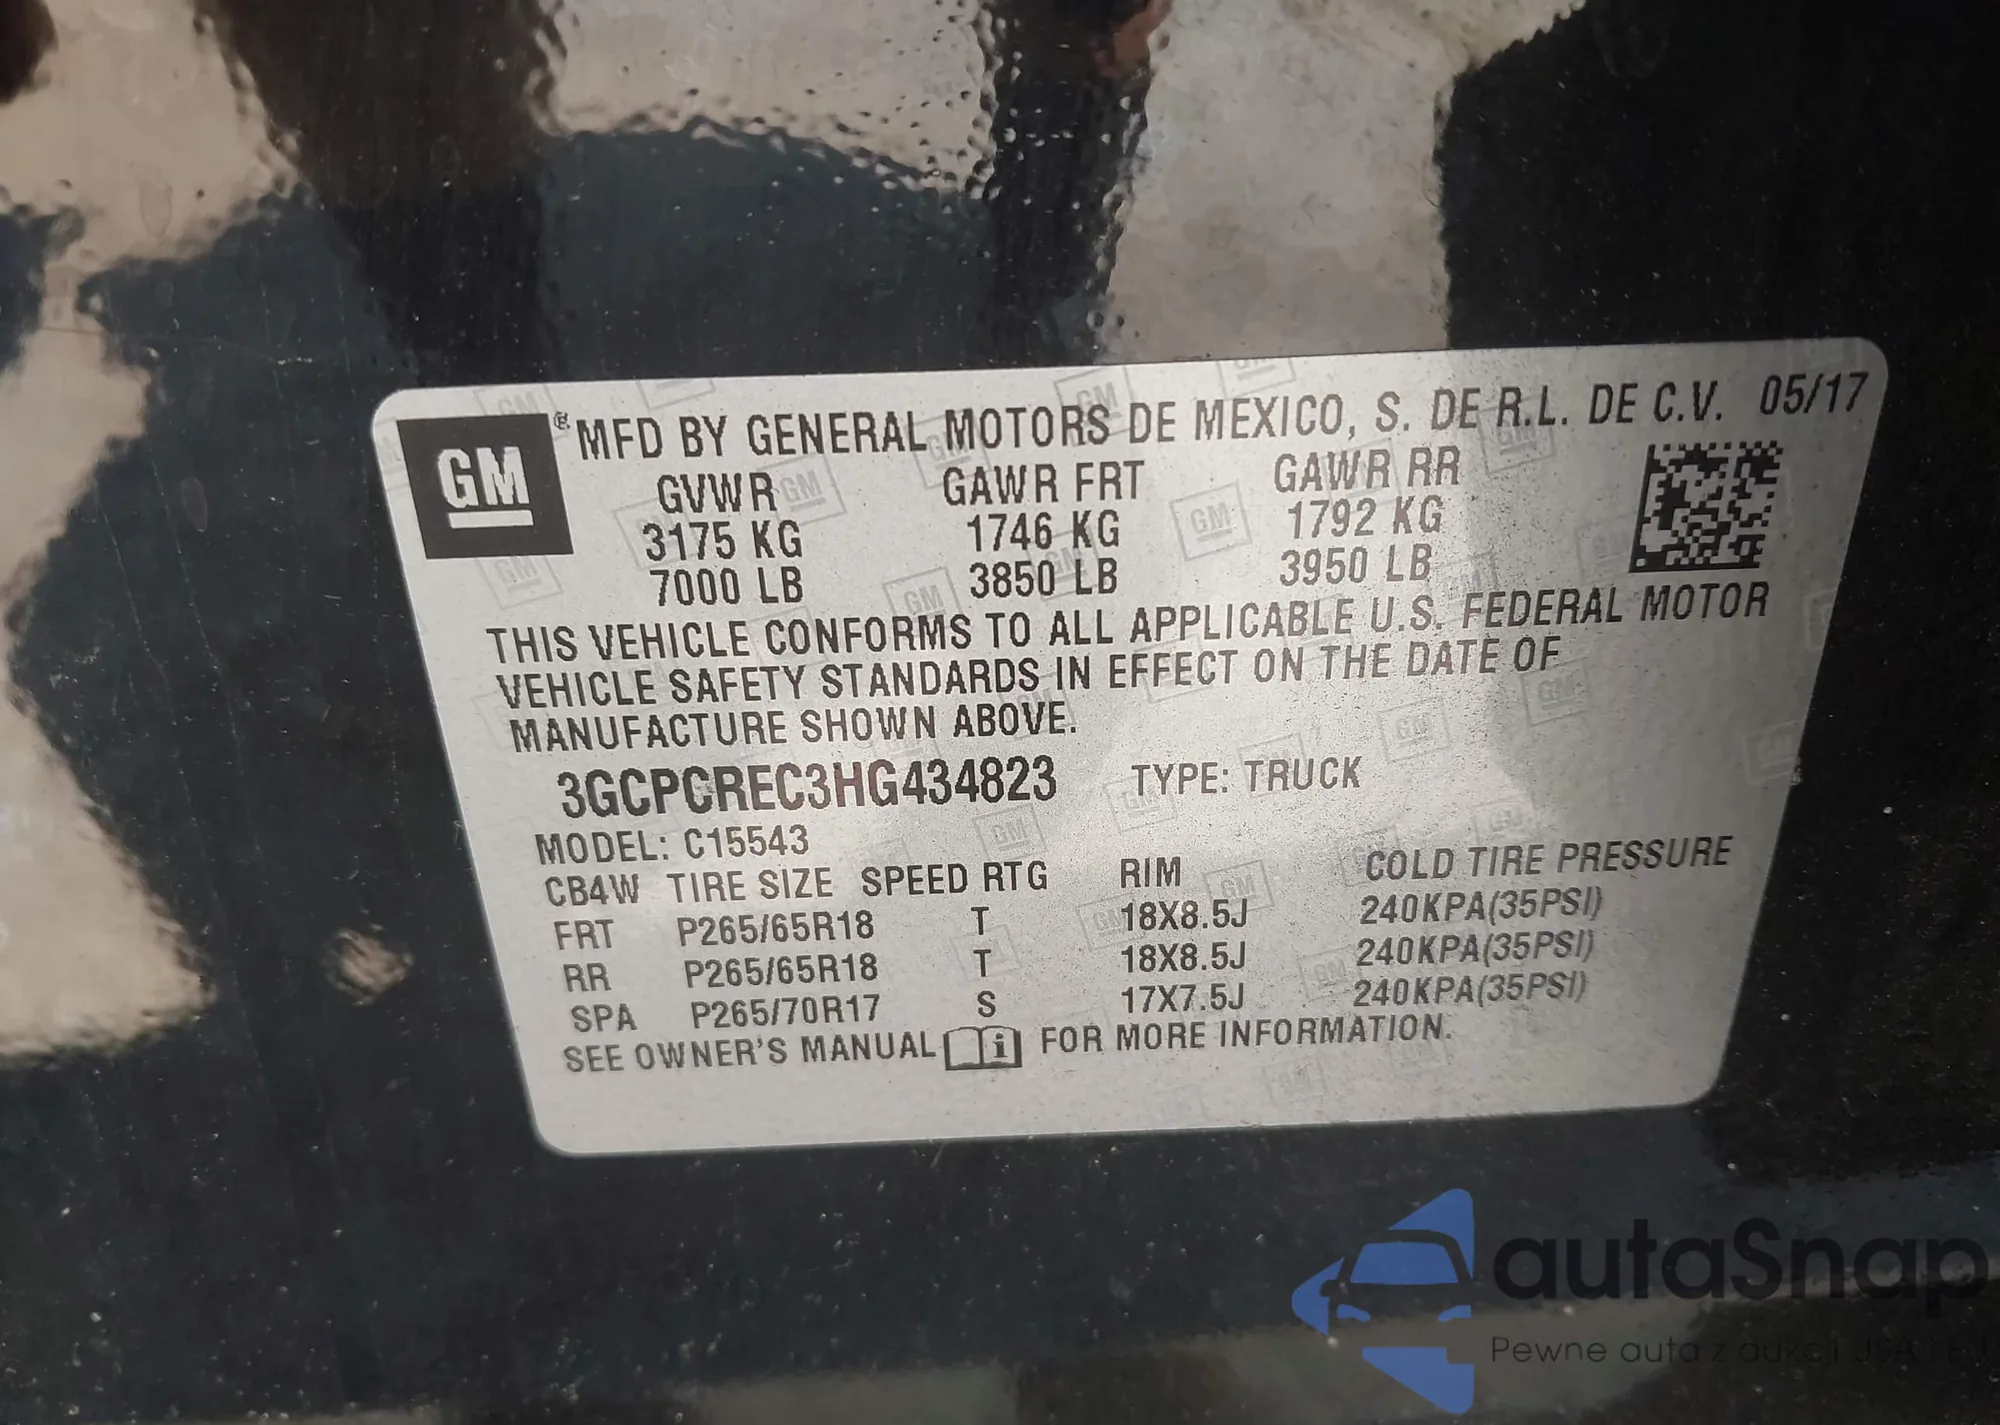 GM
® MFD BY GENERAL MOTORS DE MEXICO, S. DE R.L. DE C.V. 05/17
GVWR GAWR FRT GAWR RR
3175 KG 1746 KG 1792 KG
7000 LB 3850 LB 3950 LB
THIS VEHICLE CONFORMS TO ALL APPLICABLE U.S. FEDERAL MOTOR
VEHICLE SAFETY STANDARDS IN EFFECT ON THE DATE OF
MANUFACTURE SHOWN ABOVE.
3GCPCREC3HG434823 TYPE: TRUCK
MODEL: C15543
CB4W TIRE SIZE SPEED RTG RIM COLD TIRE PRESSURE
FRT P265/65R18 T 18X8.5J 240KPA(35PSI)
RR P265/65R18 T 18X8.5J 240KPA(35PSI)
SPA P265/70R17 S 17X7.5J 240KPA(35PSI)
SEE OWNER'S MANUAL i FOR MORE INFORMATION.
autaSnap
Pewne auta z aukcji USA